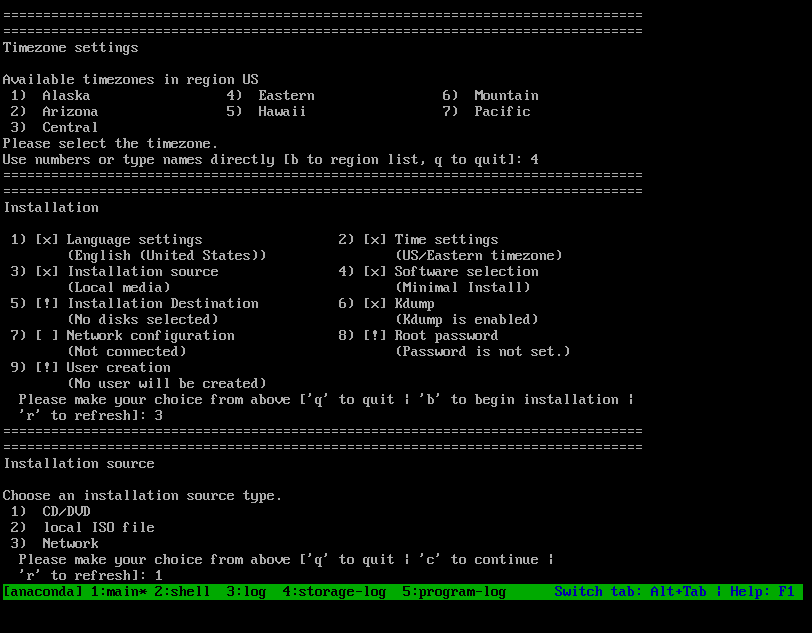 ================================================================================
================================================================================
Timezone settings
Available timezones in region US
1) Alaska 4) Eastern 6) Mountain
2) Arizona 5) Hawaii 7) Pacific
3) Central
Please select the timezone.
Use numbers or type names directly [b to region list, q to quit]: 4
================================================================================
================================================================================
Installation
1) [x] Language settings 2) [x] Time settings
(English (United States)) (US/Eastern timezone)
3) [x] Installation source 4) [x] Software selection
(Local media) (Minimal Install)
5) [!] Installation Destination 6) [x] Kdump
(No disks selected) (Kdump is enabled)
7) [ ] Network configuration 8) [!] Root password
(Not connected) (Password is not set.)
9) [!] User creation
(No user will be created)
Please make your choice from above ['q' to quit | 'b' to begin installation |
'r' to refresh]: 3
================================================================================
================================================================================
Installation source
Choose an installation source type.
1) CD/DVD
2) local ISO file
3) Network
Please make your choice from above ['q' to quit | 'c' to continue |
'r' to refresh]: 1
[anaconda] 1:main* 2:shell 3:log 4:storage-log 5:program-log Switch tab: Alt+Tab | Help: F1